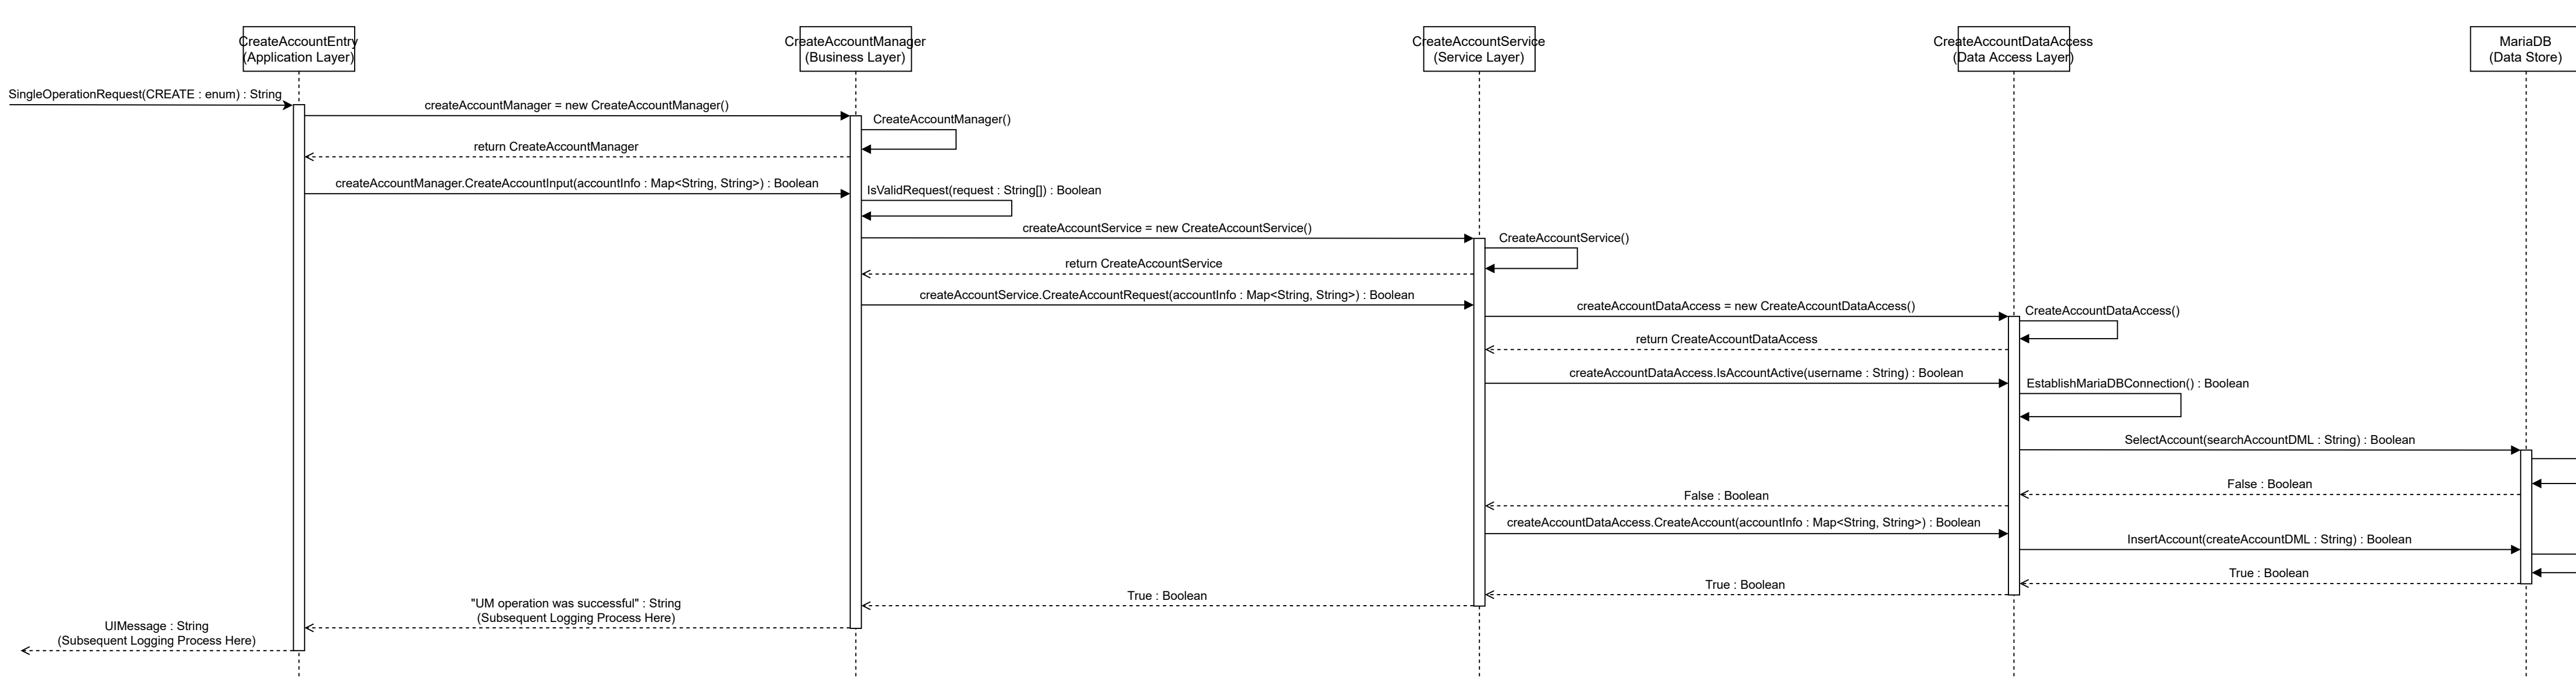 CreateAccountEntry
(Application Layer)
CreateAccountManager
(Business Layer)
CreateAccountService
(Service Layer)
CreateAccountDataAccess
(Data Access Layer)
MariaDB
(Data Store)
SingleOperationRequest(CREATE : enum) : String
createAccountManager = new CreateAccountManager()
CreateAccountManager()
return CreateAccountManager
createAccountManager.CreateAccountInput(accountInfo : Map<String, String>) : Boolean
IsValidRequest(request : String[]) : Boolean
createAccountService = new CreateAccountService()
CreateAccountService()
return CreateAccountService
createAccountService.CreateAccountRequest(accountInfo : Map<String, String>) : Boolean
createAccountDataAccess = new CreateAccountDataAccess()
CreateAccountDataAccess()
return CreateAccountDataAccess
createAccountDataAccess.IsAccountActive(username : String) : Boolean
EstablishMariaDBConnection() : Boolean
SelectAccount(searchAccountDML : String) : Boolean
False : Boolean
False : Boolean
createAccountDataAccess.CreateAccount(accountInfo : Map<String, String>) : Boolean
InsertAccount(createAccountDML : String) : Boolean
True : Boolean
True : Boolean
True : Boolean
"UM operation was successful" : String
(Subsequent Logging Process Here)
UIMessage : String
(Subsequent Logging Process Here)